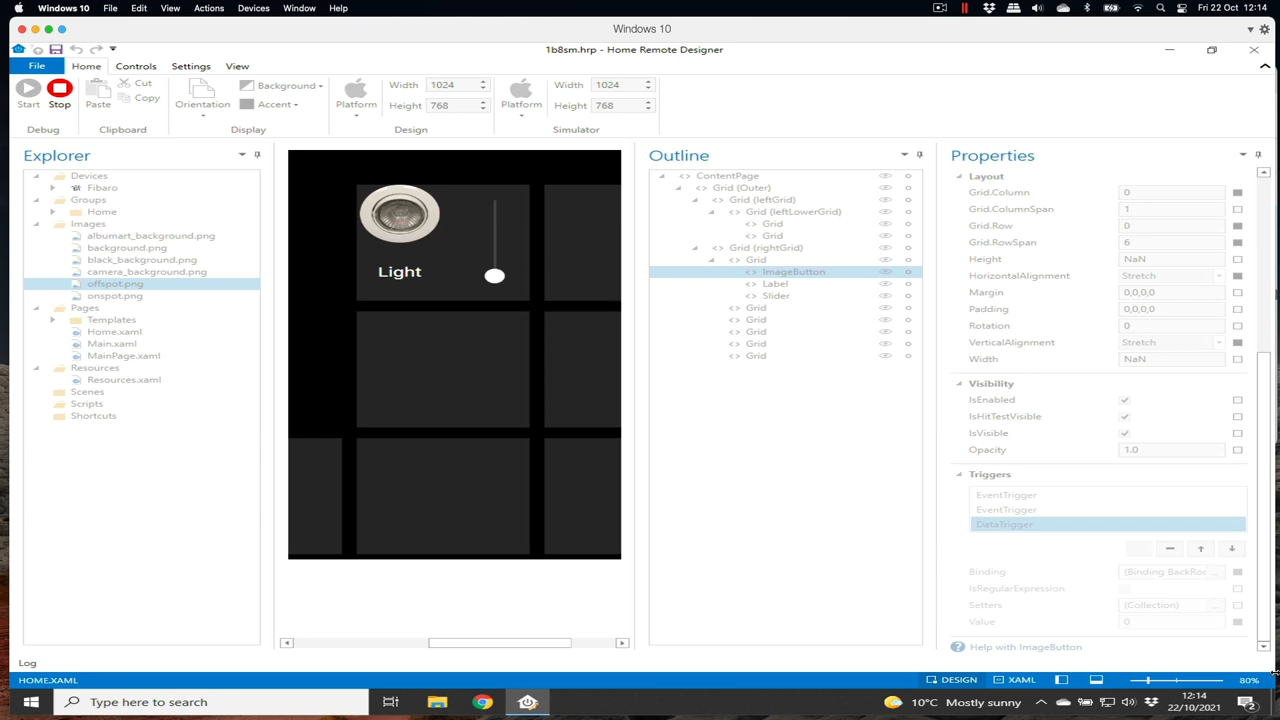 Windows 10 File Edit View Actions Devices Window Help Fri 22 Oct 12:14
Windows 10
1b8sm.hrp - Home Remote Designer
File Home Controls Settings View
Start Stop Paste Cut Copy Orientation Background Accent Platform Width 1024 Height 768 Platform Width 1024 Height 768
Debug Clipboard Display Design Simulator
Explorer
Devices
Fibaro
Groups
Home
Images
albumart_background.png
background.png
black_background.png
camera_background.png
offspot.png
onspot.png
Pages
Templates
Home.xaml
Main.xaml
MainPage.xaml
Resources
Resources.xaml
Scenes
Scripts
Shortcuts
Light
Outline
<> ContentPage
<> Grid (Outer)
<> Grid (leftGrid)
<> Grid (leftLowerGrid)
<> Grid
<> Grid
<> Grid (rightGrid)
<> Grid
<> ImageButton
<> Label
<> Slider
<> Grid
<> Grid
<> Grid
<> Grid
<> Grid
Properties
Layout
Grid.Column 0
Grid.ColumnSpan 1
Grid.Row 0
Grid.RowSpan 6
Height NaN
HorizontalAlignment Stretch
Margin 0,0,0,0
Padding 0,0,0,0
Rotation 0
VerticalAlignment Stretch
Width NaN
Visibility
IsEnabled
IsHitTestVisible
IsVisible
Opacity 1.0
Triggers
EventTrigger
EventTrigger
DataTrigger
Binding {Binding BackRoc ...
IsRegularExpression
Setters (Collection) ...
Value 0
? Help with ImageButton
Log
HOME.XAML DESIGN XAML 80%
Type here to search 10°C Mostly sunny 12:14
22/10/2021 2